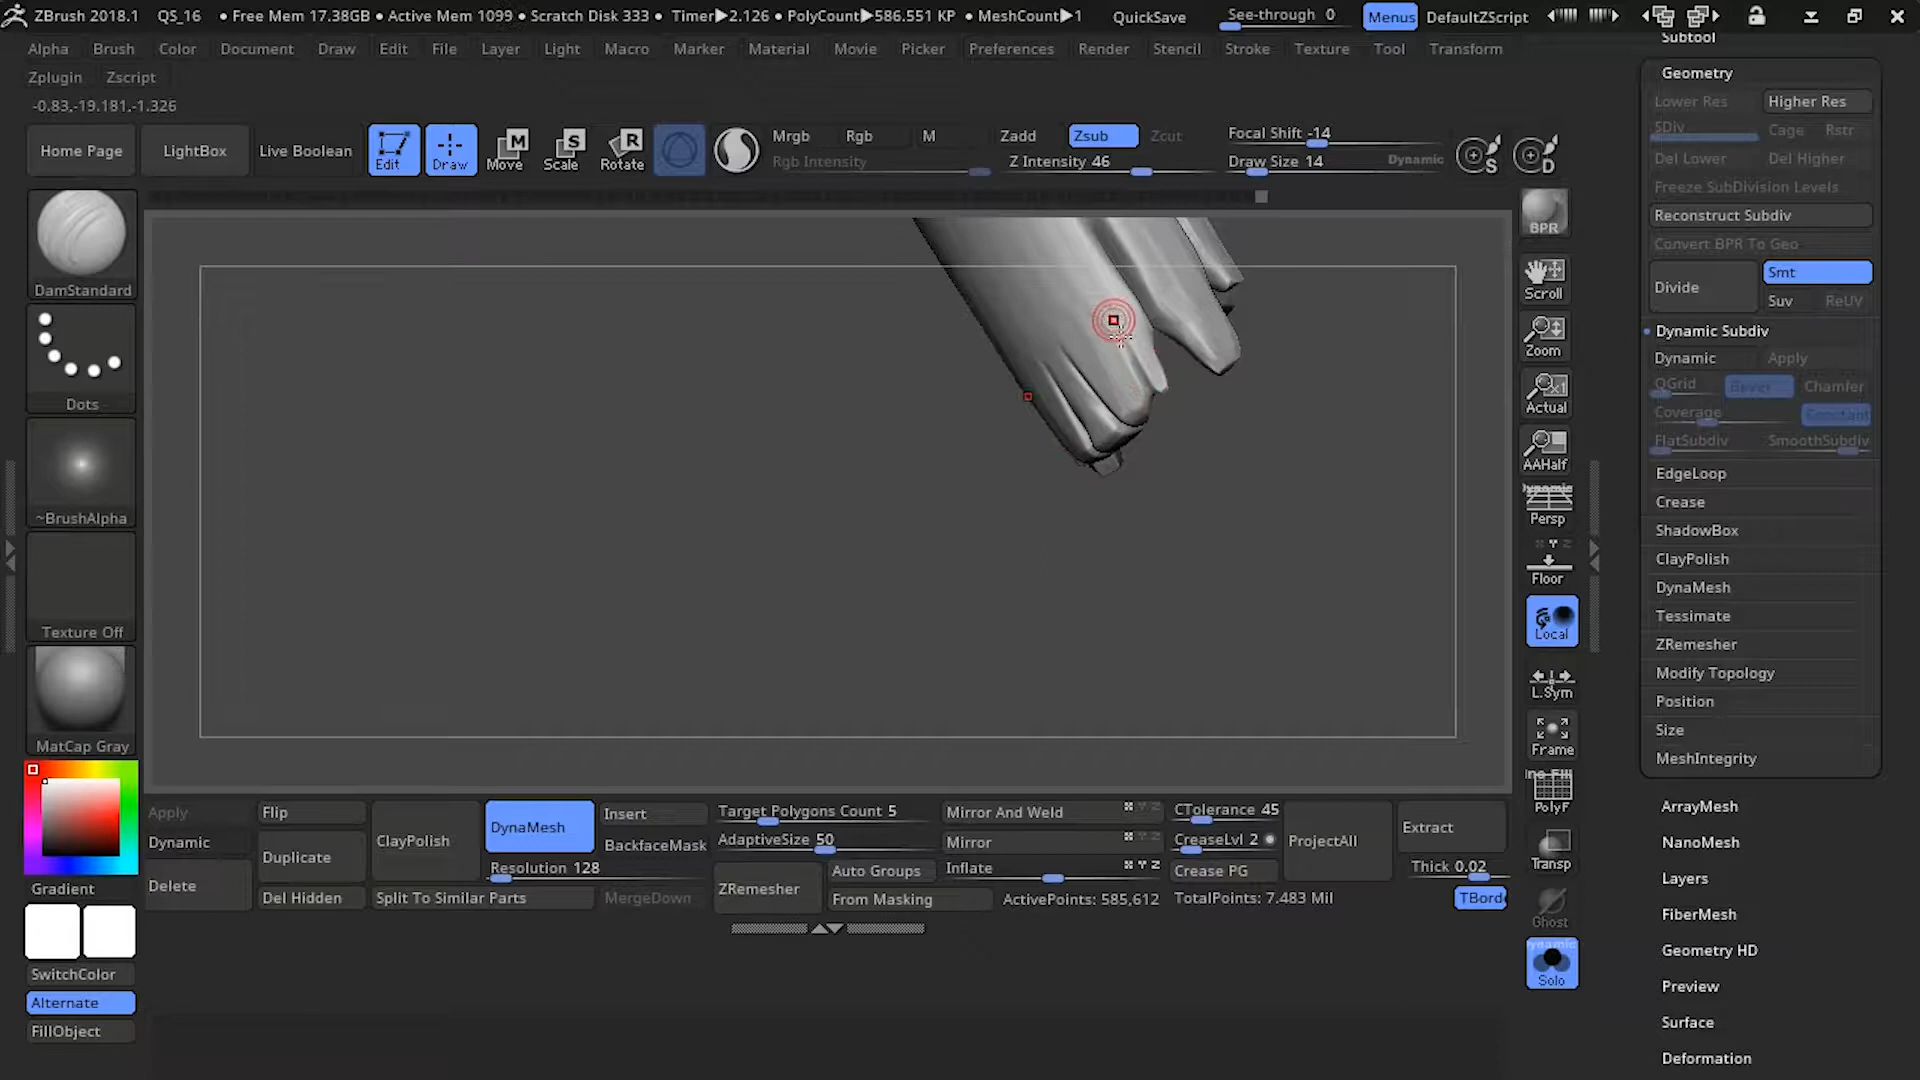 ZBrush 2018.1 QS_16 • Free Mem 17.38GB • Active Mem 1099 • Scratch Disk 333 • Timer▶2.126 • PolyCount▶586.551 KP • MeshCount▶1 QuickSave See-through 0 Menus DefaultZScript
Alpha Brush Color Document Draw Edit File Layer Light Macro Marker Material Movie Picker Preferences Render Stencil Stroke Texture Tool Transform
Zplugin Zscript
-0.83,-19.181,-1.326
Home Page LightBox Live Boolean Edit Draw Move Scale Rotate
Mrgb Rgb M Zadd Zsub Zcut Focal Shift -14
Rgb Intensity Z Intensity 46 Draw Size 14 Dynamic S D
DamStandard
Dots
~BrushAlpha
Texture Off
MatCap Gray
Gradient
SwitchColor
Alternate
FillObject
BPR
Scroll
Zoom
Actual
AAHalf
Dynamic
Persp
Floor
Local
L.Sym
Frame
PolyF
Transp
Ghost
Dynamic
Solo
Subtool
Geometry
Lower Res Higher Res
SDiv Cage Rstr
Del Lower Del Higher
Freeze SubDivision Levels
Reconstruct Subdiv
Convert BPR To Geo
Divide Smt
Suv ReUV
Dynamic Subdiv
Dynamic Apply
QGrid Bevel Chamfer
Coverage Constant
FlatSubdiv SmoothSubdiv
EdgeLoop
Crease
ShadowBox
ClayPolish
DynaMesh
Tessimate
ZRemesher
Modify Topology
Position
Size
MeshIntegrity
ArrayMesh
NanoMesh
Layers
FiberMesh
Geometry HD
Preview
Surface
Deformation
Apply Flip ClayPolish DynaMesh Insert Target Polygons Count 5 Mirror And Weld CTolerance 45 ProjectAll Extract
Dynamic Duplicate BackfaceMask AdaptiveSize 50 Mirror CreaseLvl 2
Delete Resolution 128 ZRemesher Auto Groups Inflate Crease PG Thick 0.02
Del Hidden Split To Similar Parts MergeDown From Masking ActivePoints: 585,612 TotalPoints: 7.483 Mil TBorde